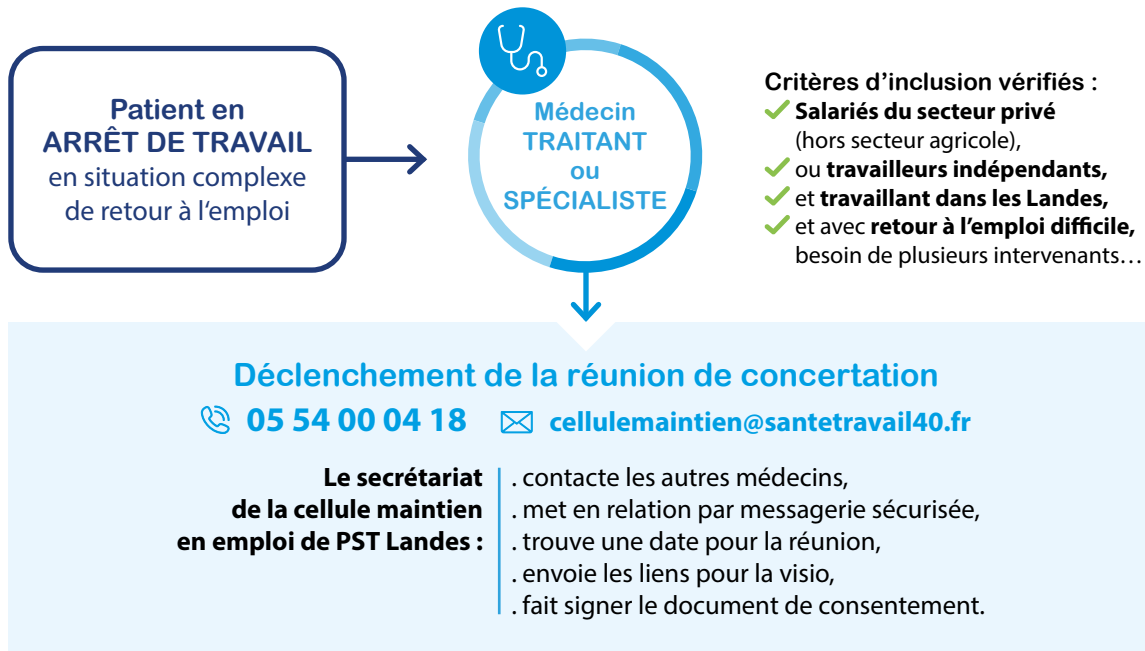 Patient en
ARRÊT DE TRAVAIL
en situation complexe
de retour à l'emploi
Médecin
TRAITANT
ou
SPÉCIALISTE
Critères d'inclusion vérifiés :
Salariés du secteur privé
(hors secteur agricole),
ou travailleurs indépendants,
et travaillant dans les Landes,
et avec retour à l'emploi difficile,
besoin de plusieurs intervenants…
Déclenchement de la réunion de concertation
05 54 00 04 18 cellulemaintien@santetravail40.fr
Le secrétariat
de la cellule maintien
en emploi de PST Landes :
. contacte les autres médecins,
. met en relation par messagerie sécurisée,
. trouve une date pour la réunion,
. envoie les liens pour la visio,
. fait signer le document de consentement.